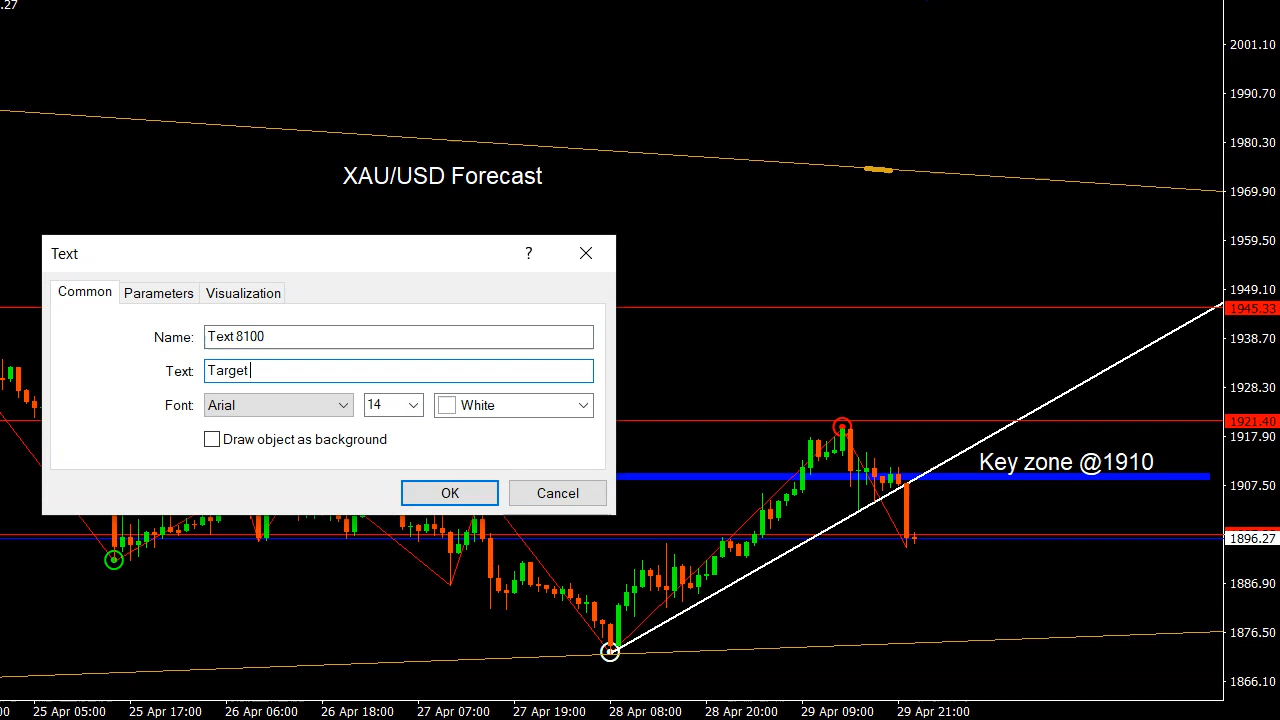 .27
2001.10
1990.70
1980.30
XAU/USD Forecast
1969.90
1959.50
Text
?
1949.10
Common
Parameters
Visualization
1945.33
Name:
Text 8100
1938.70
Text:
Target
1928.30
Font:
Arial
14
White
1921.40
1917.90
Draw object as background
Key zone @1910
1907.50
OK
Cancel
1896.27
1886.90
1876.50
1866.10
00
25 Apr 05:00
25 Apr 17:00
26 Apr 06:00
26 Apr 18:00
27 Apr 07:00
27 Apr 19:00
28 Apr 08:00
28 Apr 20:00
29 Apr 09:00
29 Apr 21:00